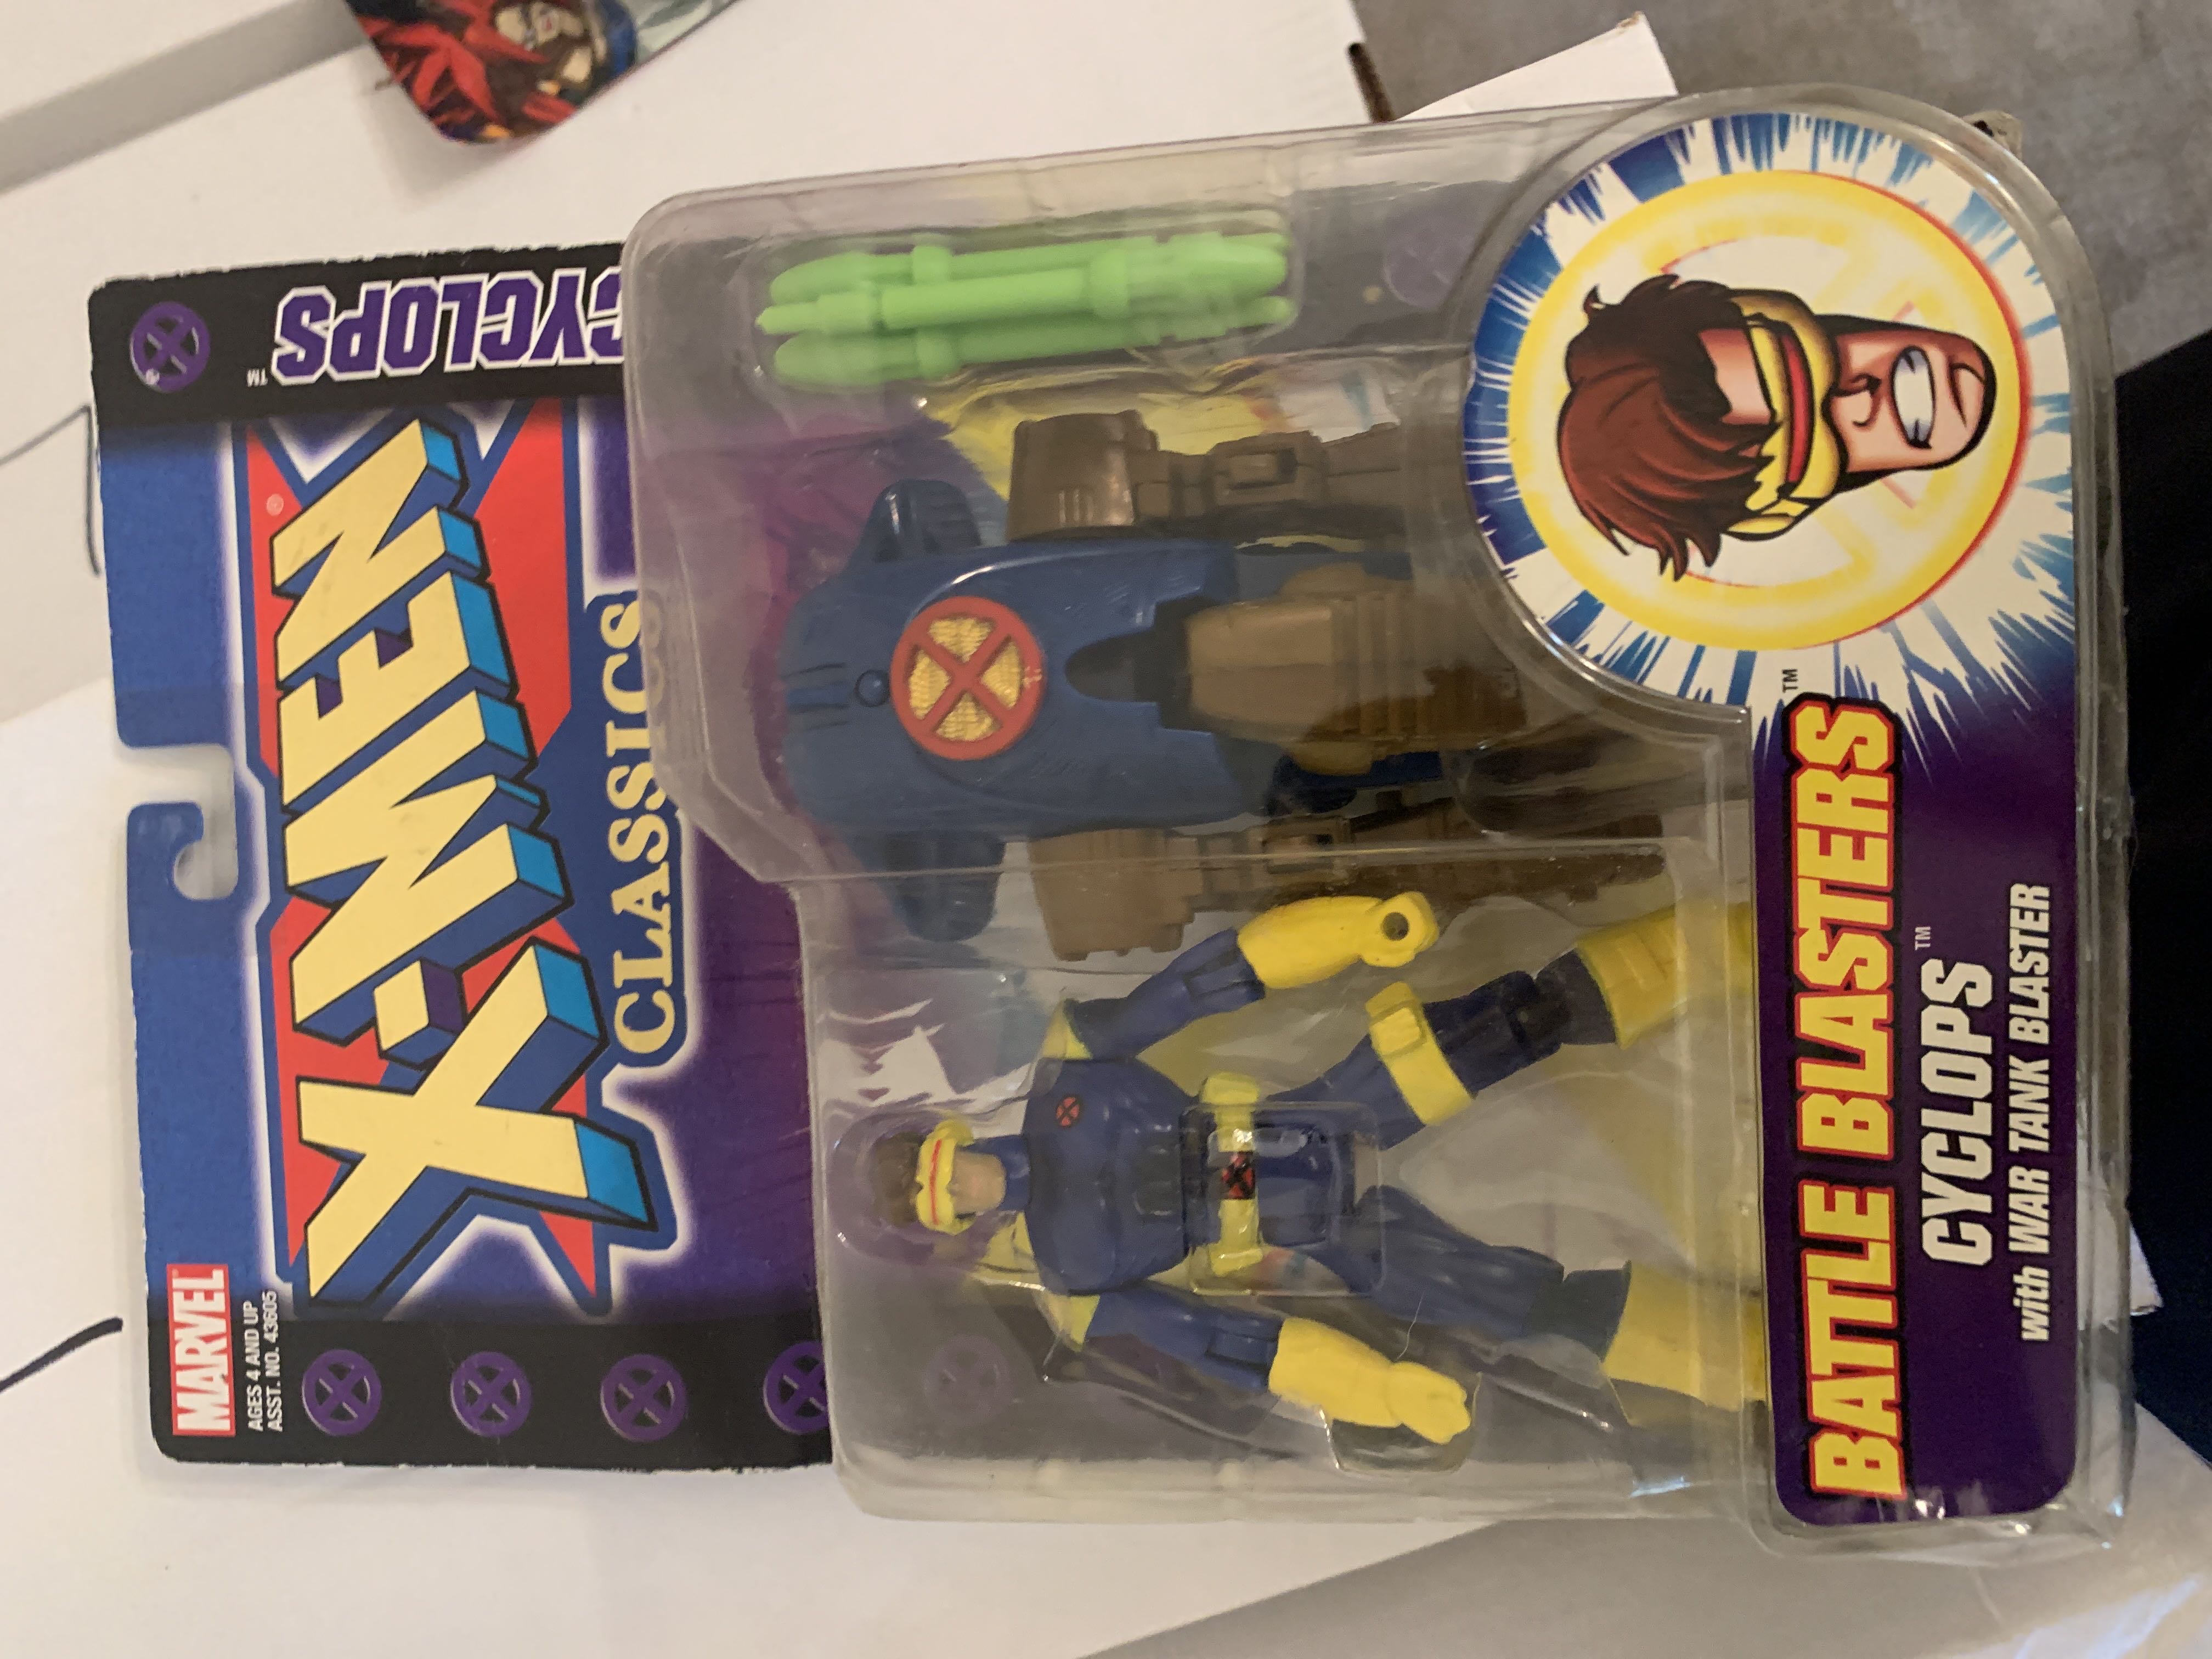 MARVEL
AGES 4 AND UP
ASST. NO. 43605
X-MEN®
CLASSICS
CYCLOPS™
BATTLE BLASTERS™
CYCLOPS™
with WAR TANK BLASTER